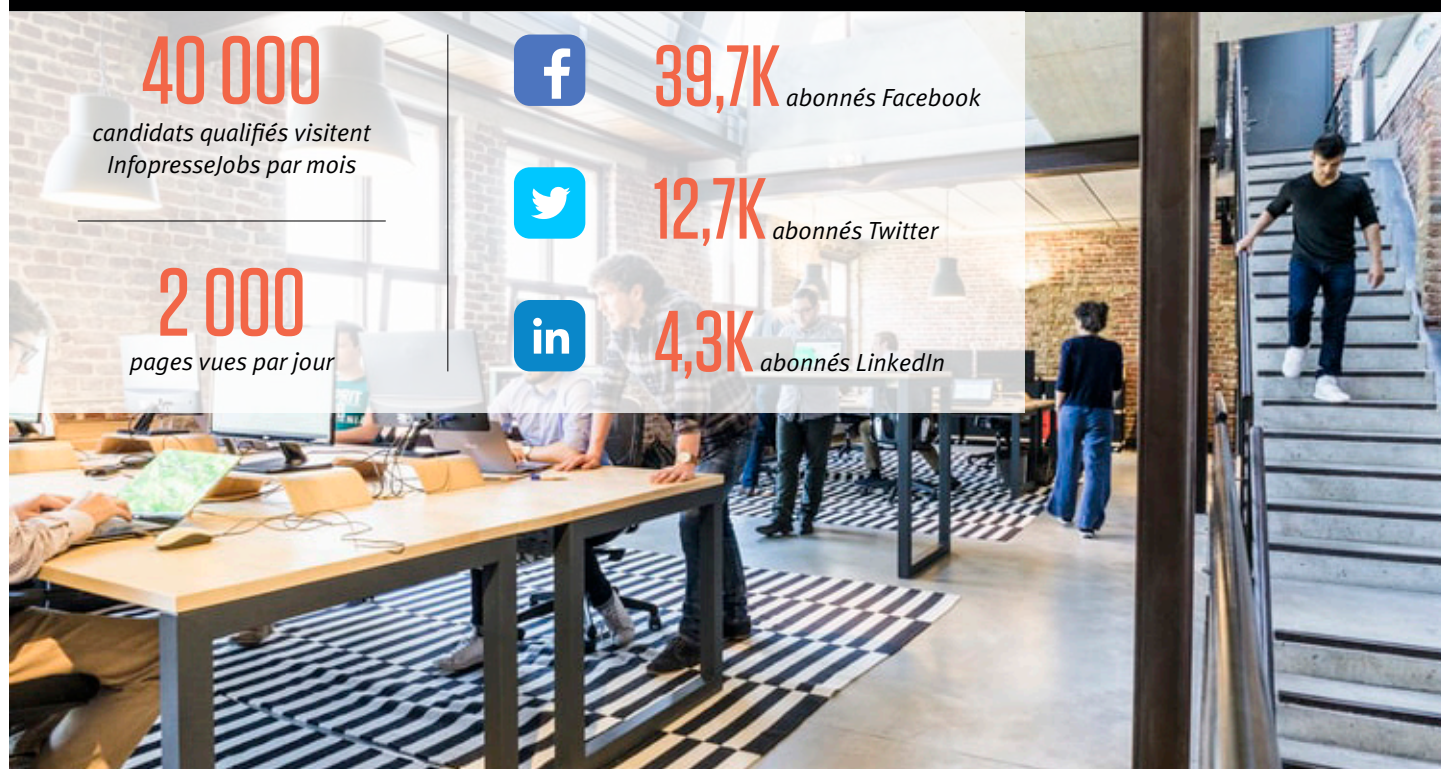 40 000
candidats qualifiés visitent
InfopresseJobs par mois
2 000
pages vues par jour
39,7K abonnés Facebook
12,7K abonnés Twitter
in
4,3K abonnés LinkedIn